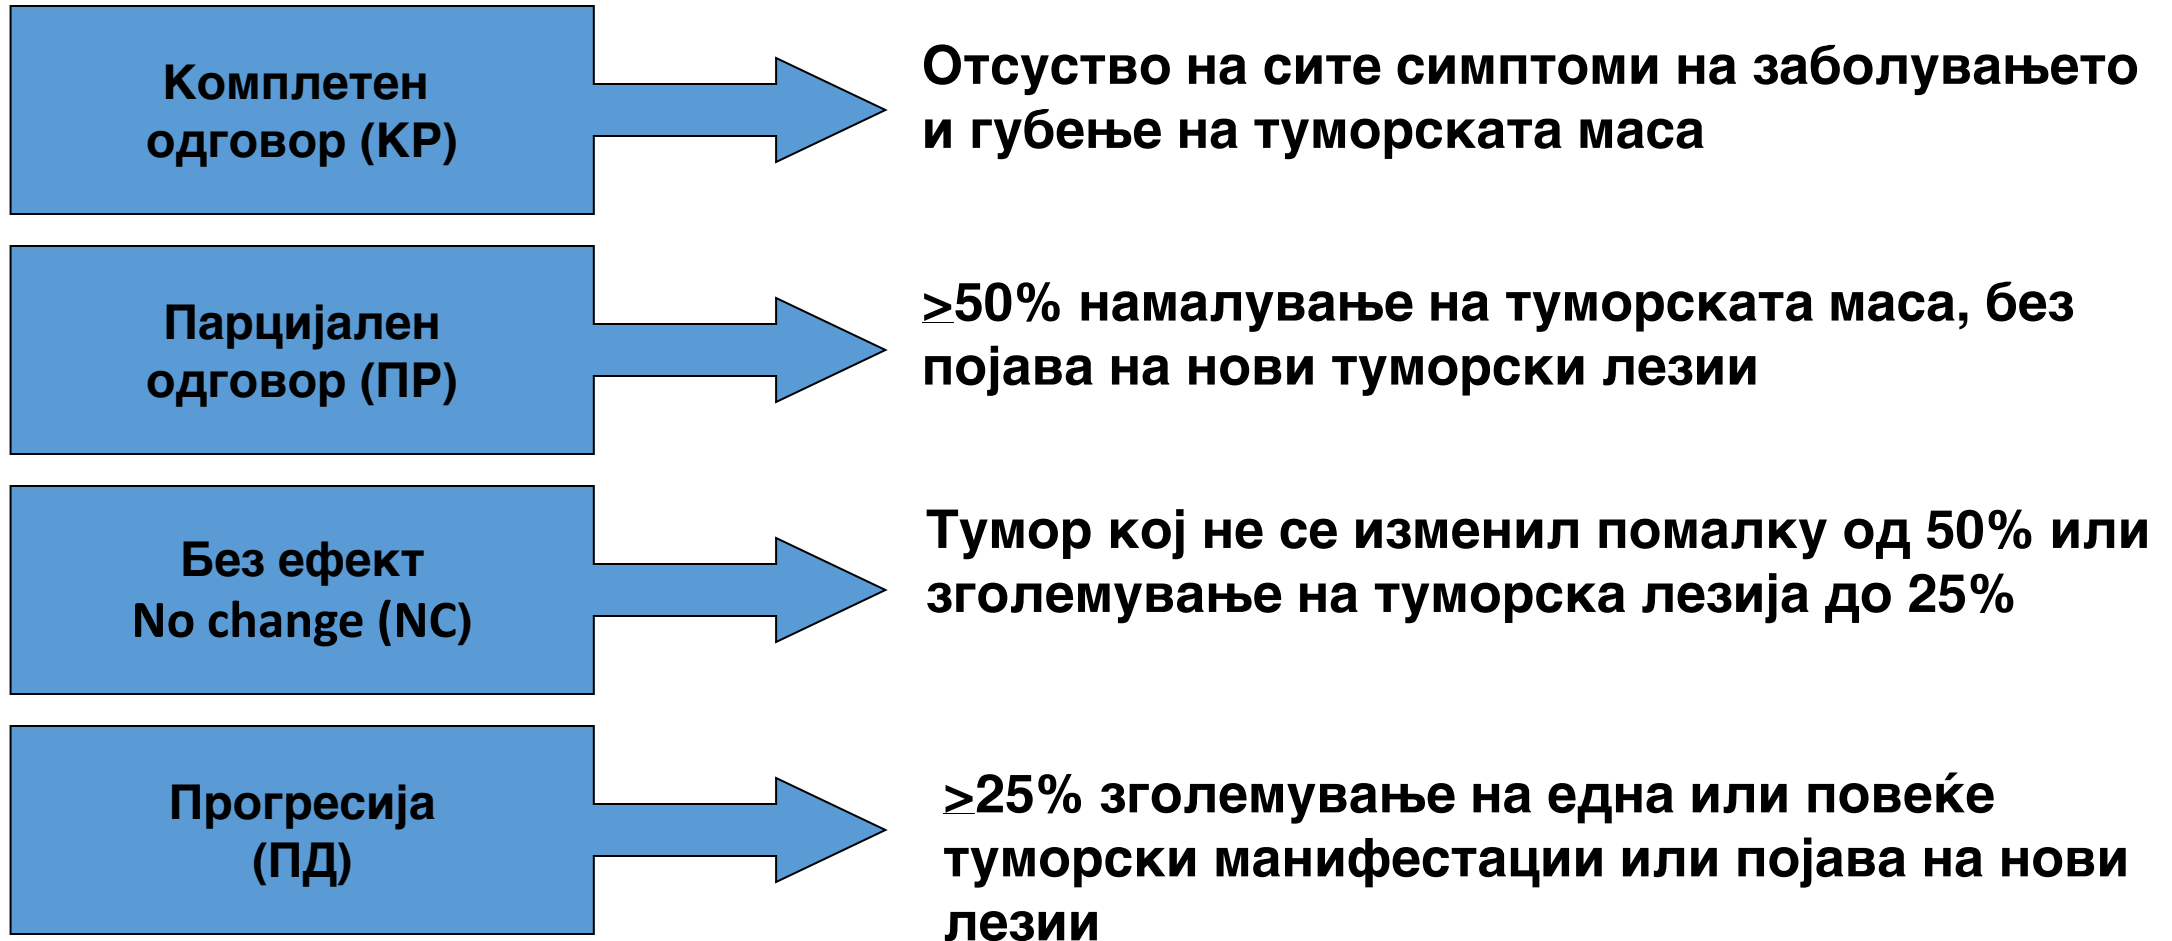 Комплетен
одговор (КР)
Отсуство на сите симптоми на заболувањето
и губење на туморската маса
Парцијален
одговор (ПР)
>50% намалување на туморската маса, без
појава на нови туморски лезии
Без ефект
No change (NC)
Тумор кој не се изменил помалку од 50% или
зголемување на туморска лезија до 25%
Прогресија
(ПД)
>25% зголемување на една или повеќе
туморски манифестации или појава на нови
лезии